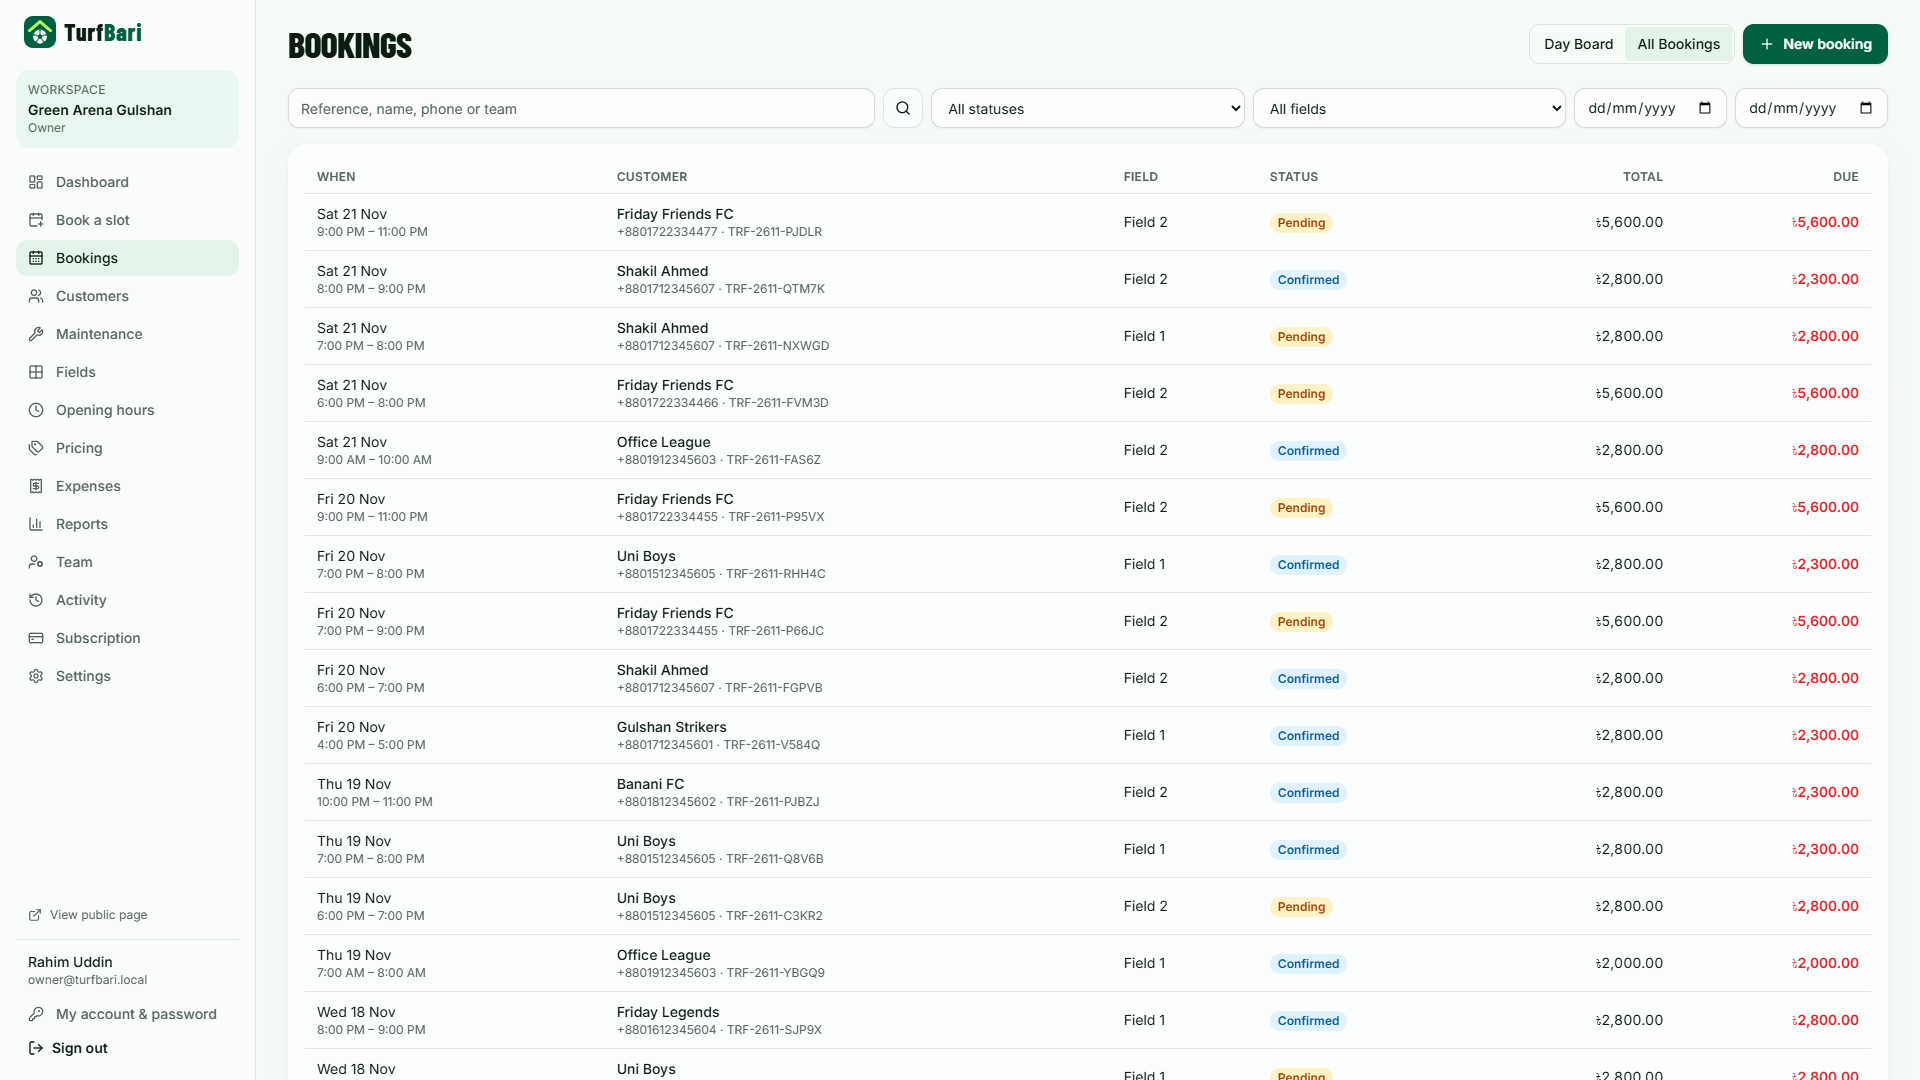 TurfBari
WORKSPACE
Green Arena Gulshan
Owner
Dashboard
Book a slot
Bookings
Customers
Maintenance
Fields
Opening hours
Pricing
Expenses
Reports
Team
Activity
Subscription
Settings
View public page
Rahim Uddin
owner@turfbari.local
My account & password
Sign out
BOOKINGS
Day Board All Bookings + New booking
Reference, name, phone or team All statuses All fields dd/mm/yyyy dd/mm/yyyy
WHEN CUSTOMER FIELD STATUS TOTAL DUE
Sat 21 Nov Friday Friends FC Field 2 Pending ৳5,600.00 ৳5,600.00
9:00 PM – 11:00 PM +8801722334477 · TRF-2611-PJDLR
Sat 21 Nov Shakil Ahmed Field 2 Confirmed ৳2,800.00 ৳2,300.00
8:00 PM – 9:00 PM +8801712345607 · TRF-2611-QTM7K
Sat 21 Nov Shakil Ahmed Field 1 Pending ৳2,800.00 ৳2,800.00
7:00 PM – 8:00 PM +8801712345607 · TRF-2611-NXWGD
Sat 21 Nov Friday Friends FC Field 2 Pending ৳5,600.00 ৳5,600.00
6:00 PM – 8:00 PM +8801722334466 · TRF-2611-FVM3D
Sat 21 Nov Office League Field 2 Confirmed ৳2,800.00 ৳2,800.00
9:00 AM – 10:00 AM +8801912345603 · TRF-2611-FAS6Z
Fri 20 Nov Friday Friends FC Field 2 Pending ৳5,600.00 ৳5,600.00
9:00 PM – 11:00 PM +8801722334455 · TRF-2611-P95VX
Fri 20 Nov Uni Boys Field 1 Confirmed ৳2,800.00 ৳2,300.00
7:00 PM – 8:00 PM +8801512345605 · TRF-2611-RHH4C
Fri 20 Nov Friday Friends FC Field 2 Pending ৳5,600.00 ৳5,600.00
7:00 PM – 9:00 PM +8801722334455 · TRF-2611-P66JC
Fri 20 Nov Shakil Ahmed Field 2 Confirmed ৳2,800.00 ৳2,800.00
6:00 PM – 7:00 PM +8801712345607 · TRF-2611-FGPVB
Fri 20 Nov Gulshan Strikers Field 1 Confirmed ৳2,800.00 ৳2,300.00
4:00 PM – 5:00 PM +8801712345601 · TRF-2611-V584Q
Thu 19 Nov Banani FC Field 2 Confirmed ৳2,800.00 ৳2,300.00
10:00 PM – 11:00 PM +8801812345602 · TRF-2611-PJBZJ
Thu 19 Nov Uni Boys Field 1 Confirmed ৳2,800.00 ৳2,300.00
7:00 PM – 8:00 PM +8801512345605 · TRF-2611-Q8V6B
Thu 19 Nov Uni Boys Field 2 Pending ৳2,800.00 ৳2,800.00
6:00 PM – 7:00 PM +8801512345605 · TRF-2611-C3KR2
Thu 19 Nov Office League Field 1 Confirmed ৳2,000.00 ৳2,000.00
7:00 AM – 8:00 AM +8801912345603 · TRF-2611-YBGQ9
Wed 18 Nov Friday Legends Field 1 Confirmed ৳2,800.00 ৳2,800.00
8:00 PM – 9:00 PM +8801612345604 · TRF-2611-SJP9X
Wed 18 Nov Uni Boys Field 1 Pending ৳2,800.00 ৳2,800.00